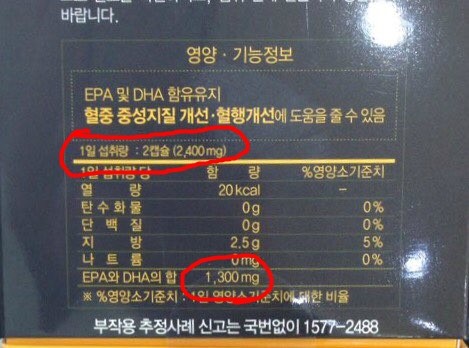 바랍니다.
영양 · 기능정보
EPA 및 DHA 함유유지
혈중 중성지질 개선·혈행개선에 도움을 줄 수 있음
1일 섭취량 : 2캡슐 (2,400mg)
1일 섭취량 당 함 량 %영양소기준치
열 량 20kcal −
탄수화물 0g 0%
단 백 질 0g 0%
지 방 2.5g 5%
나 트 륨 0mg 0%
EPA와 DHA의 합 1,300mg
※ %영양소기준치 : 1일 영양소기준치에 대한 비율
부작용 추정사례 신고는 국번없이 1577-2488